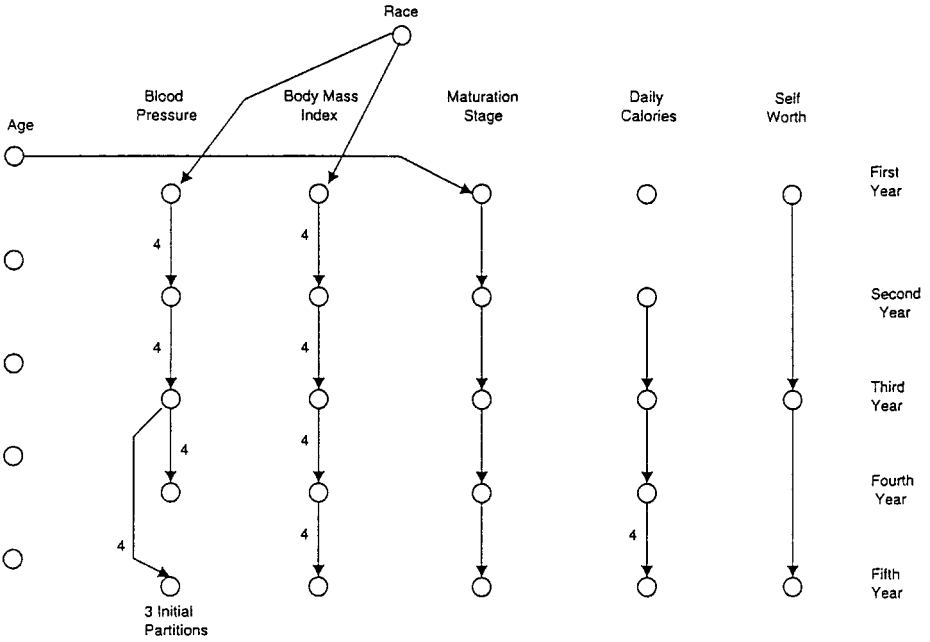 Race
Blood
Pressure
Body Mass
Index
Maturation
Stage
Daily
Calories
Self
Worth
Age
First
Year
4
4
Second
Year
4
4
Third
Year
4
4
Fourth
Year
4
4
4
Fifth
Year
3 Initial
Partitions